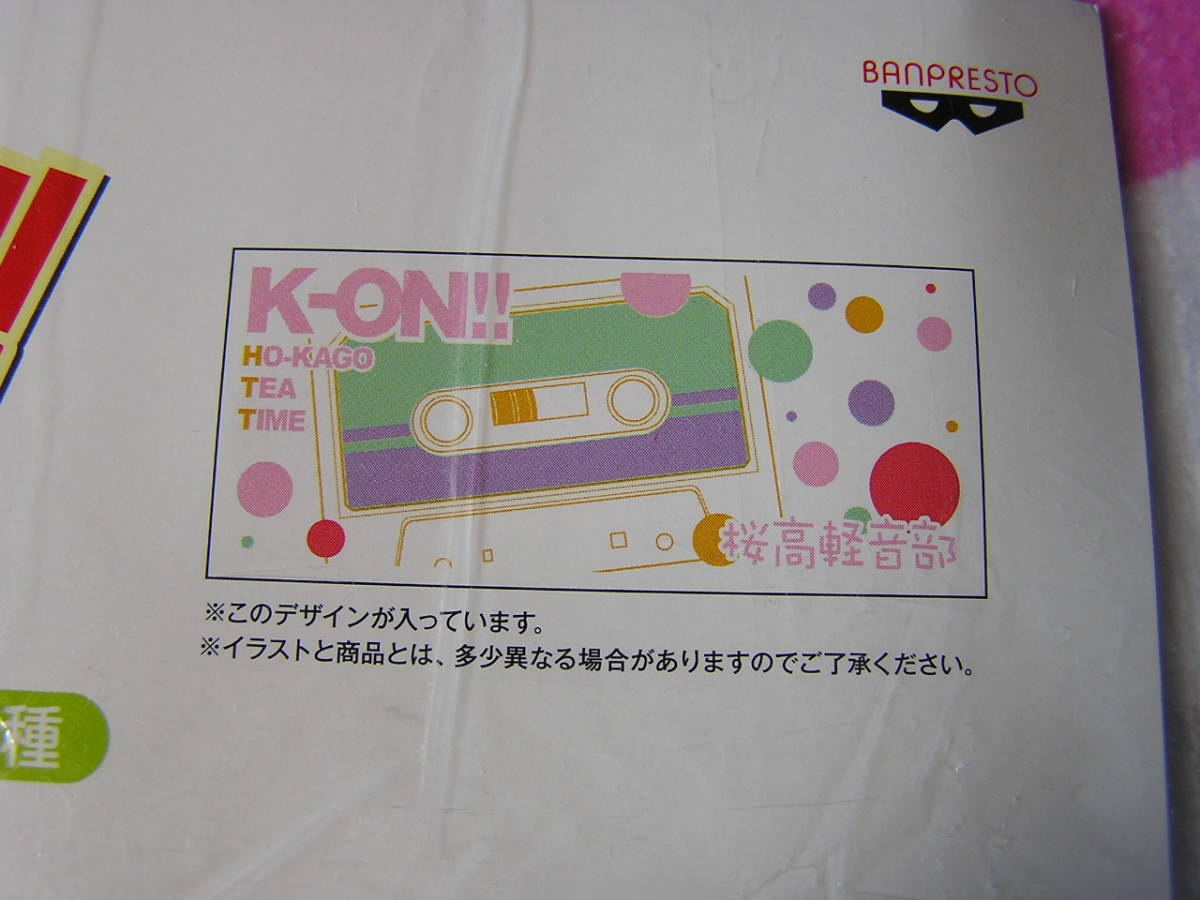 BANPRESTO
K-ON!!
HO-KAGO
TEA
TIME
桜高軽音部
※このデザインが入っています。
※イラストと商品とは、多少異なる場合がありますのでご了承ください。
種